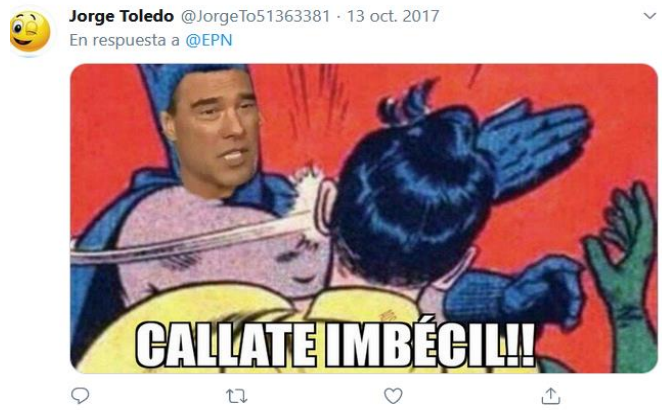 Jorge Toledo @JorgeTo51363381 · 13 oct. 2017
En respuesta a @EPN
CALLATE IMBÉCIL!!